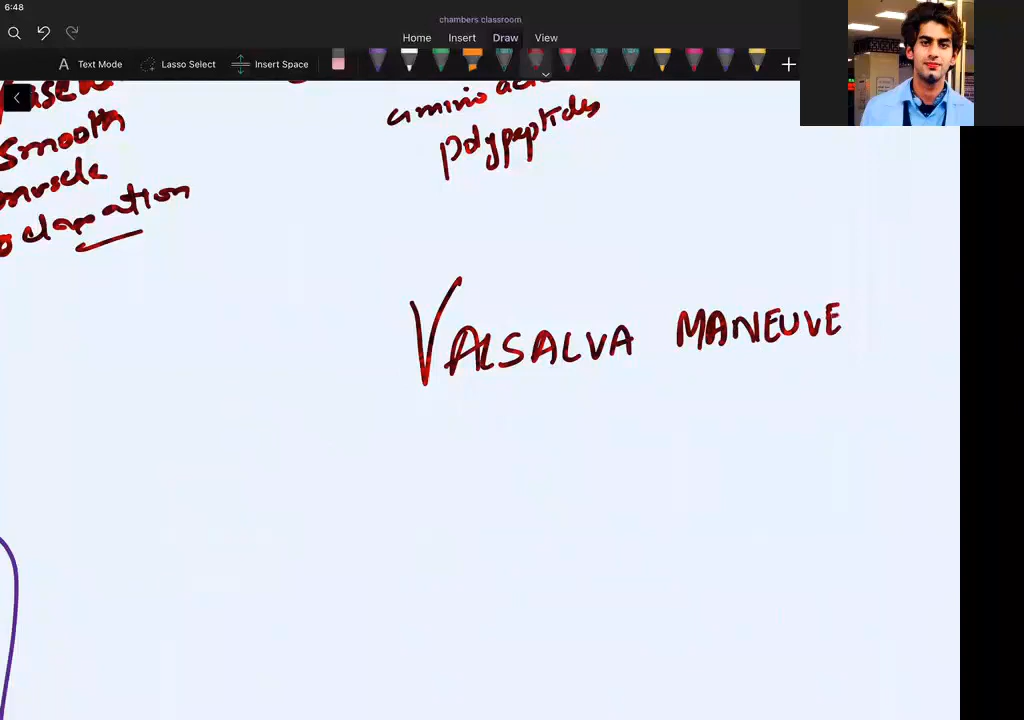 6:48
chambers classroom
Home Insert Draw View
Text Mode Lasso Select Insert Space
smooth
muscle
amino
polypeptides
VALSALVA MANEUVE